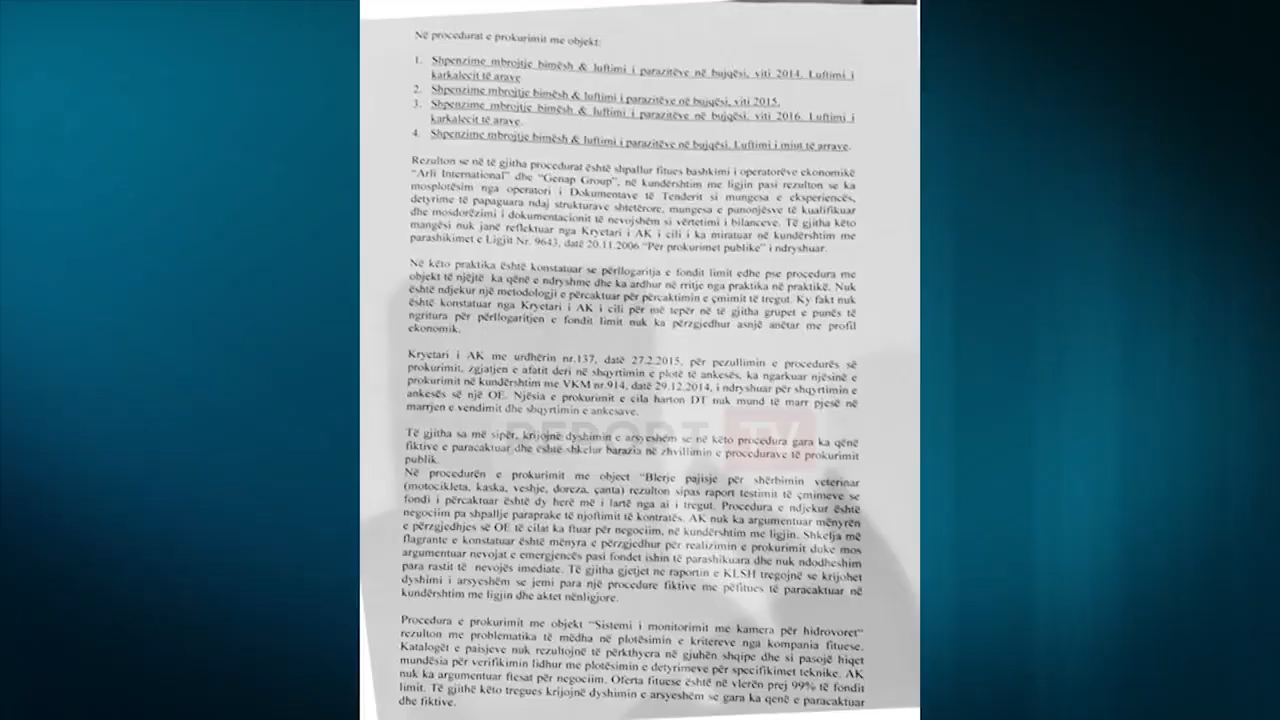 Në procedurat e prokurimit me objekt:
1. Shpenzime mbrojtje bimësh & luftimi i parazitëve në bujqësi, viti 2014. Luftimi i
karkalecit të arave
2. Shpenzime mbrojtje bimësh & luftimi i parazitëve në bujqësi, viti 2015.
3. Shpenzime mbrojtje bimësh & luftimi i parazitëve në bujqësi, viti 2016. Luftimi i
karkalecit të arave.
4. Shpenzime mbrojtje bimësh & luftimi i parazitëve në bujqësi. Luftimi i miut të arrave.
Rezulton se në të gjitha procedurat është shpallur fitues bashkimi i operatorëve ekonomikë
“Arli International” dhe “Genap Group”, në kundërshtim me ligjin pasi rezulton se ka
mosplotësim nga operatori i Dokumentave të Tenderit si mungesa e eksperiencës,
detyrime të papaguara ndaj strukturave shtetërore, mungesa e punonjësve të kualifikuar
dhe mosdorëzimi i dokumentacionit të nevojshëm si vërtetimi i bilanceve. Të gjitha këto
mangësi nuk janë reflektuar nga Kryetari i AK i cili i ka miratuar në kundërshtim me
parashikimet e Ligjit Nr. 9643, datë 20.11.2006 “Për prokurimet publike” i ndryshuar.
Në këto praktika është konstatuar se përllogaritja e fondit limit edhe pse procedura me
objekt të njëjtë ka qënë e ndryshme dhe ka ardhur në rritje nga praktika në praktikë. Nuk
është ndjekur një metodologji e përcaktuar për përcaktimin e çmimit të tregut. Ky fakt nuk
është konstatuar nga Kryetari i AK i cili për më tepër në të gjitha grupet e punës të
ngritura për përllogaritjen e fondit limit nuk ka përzgjedhur asnjë anëtar me profil
ekonomik.
Kryetari i AK me urdhërin nr.137, datë 27.2.2015, për pezullimin e procedurës së
prokurimit, zgjatjen e afatit deri në shqyrtimin e plotë të ankesës, ka ngarkuar njësinë e
prokurimit në kundërshtim me VKM nr.914, datë 29.12.2014, i ndryshuar për shqyrtimin e
ankesës së një OE. Njësia e prokurimit e cila harton DT nuk mund të marr pjesë në
marrjen e vendimit dhe shqyrtimin e ankesave.
Të gjitha sa më sipër, krijojnë dyshimin e arsyeshëm se në këto procedura gara ka qënë
fiktive e paracaktuar dhe është shkelur barazia në zhvillimin e procedurave të prokurimit
publik.
Në procedurën e prokurimit me object “Blerje pajisje për shërbimin veterinar
(motocikleta, kaska, veshje, doreza, çanta) rezulton sipas raport testimit të çmimeve se
fondi i përcaktuar është dy herë më i lartë nga ai i tregut. Procedura e ndjekur është
negociim pa shpallje paraprake të njoftimit të kontratës. AK nuk ka argumentuar mënyrën
e përzgjedhjes së OE të cilat ka ftuar për negociim, në kundërshtim me ligjin. Shkelja më
flagrante e konstatuar është mënyra e përzgjedhur për realizimin e prokurimit duke mos
argumentuar nevojat e emergjencës pasi fondet ishin të parashikuara dhe nuk ndodheshim
para rastit të nevojës imediate. Të gjitha gjetjet në raportin e KLSH tregojnë se krijohet
dyshimi i arsyeshëm se jemi para një procedure fiktive me pëfitues të paracaktuar në
kundërshtim me ligjin dhe aktet nënligjore.
Procedura e prokurimit me objekt “Sistemi i monitorimit me kamera për hidrovoret”
rezulton me problematika të mëdha në plotësimin e kritereve nga kompania fituese.
Katalogët e paisjeve nuk rezultojnë të përkthyera në gjuhën shqipe dhe si pasojë hiqet
mundësia për verifikimin lidhur me plotësimin e detyrimeve për specifikimet teknike. AK
nuk ka argumentuar ftesat për negociim. Oferta fituese është në vlerën prej 99% të fondit
limit. Të gjithë këto tregues krijojnë dyshimin e arsyeshëm se gara ka qënë e paracaktuar
dhe fiktive.
REPORT TV